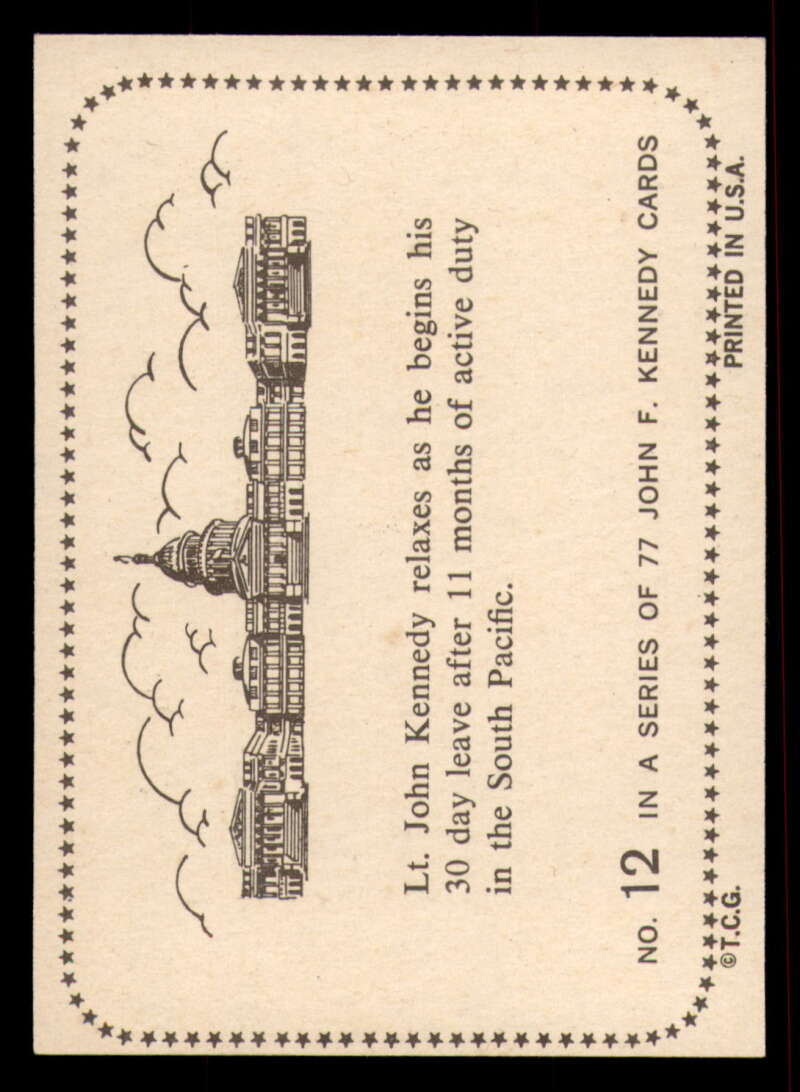 Lt. John Kennedy relaxes as he begins his
30 day leave after 11 months of active duty
in the South Pacific.
NO. 12 IN A SERIES OF 77 JOHN F. KENNEDY CARDS
©T.C.G. PRINTED IN U.S.A.